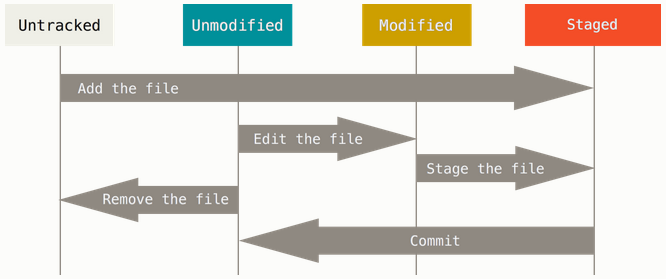 Untracked
Unmodified
Modified
Staged
Add the file
Edit the file
Stage the file
Remove the file
Commit